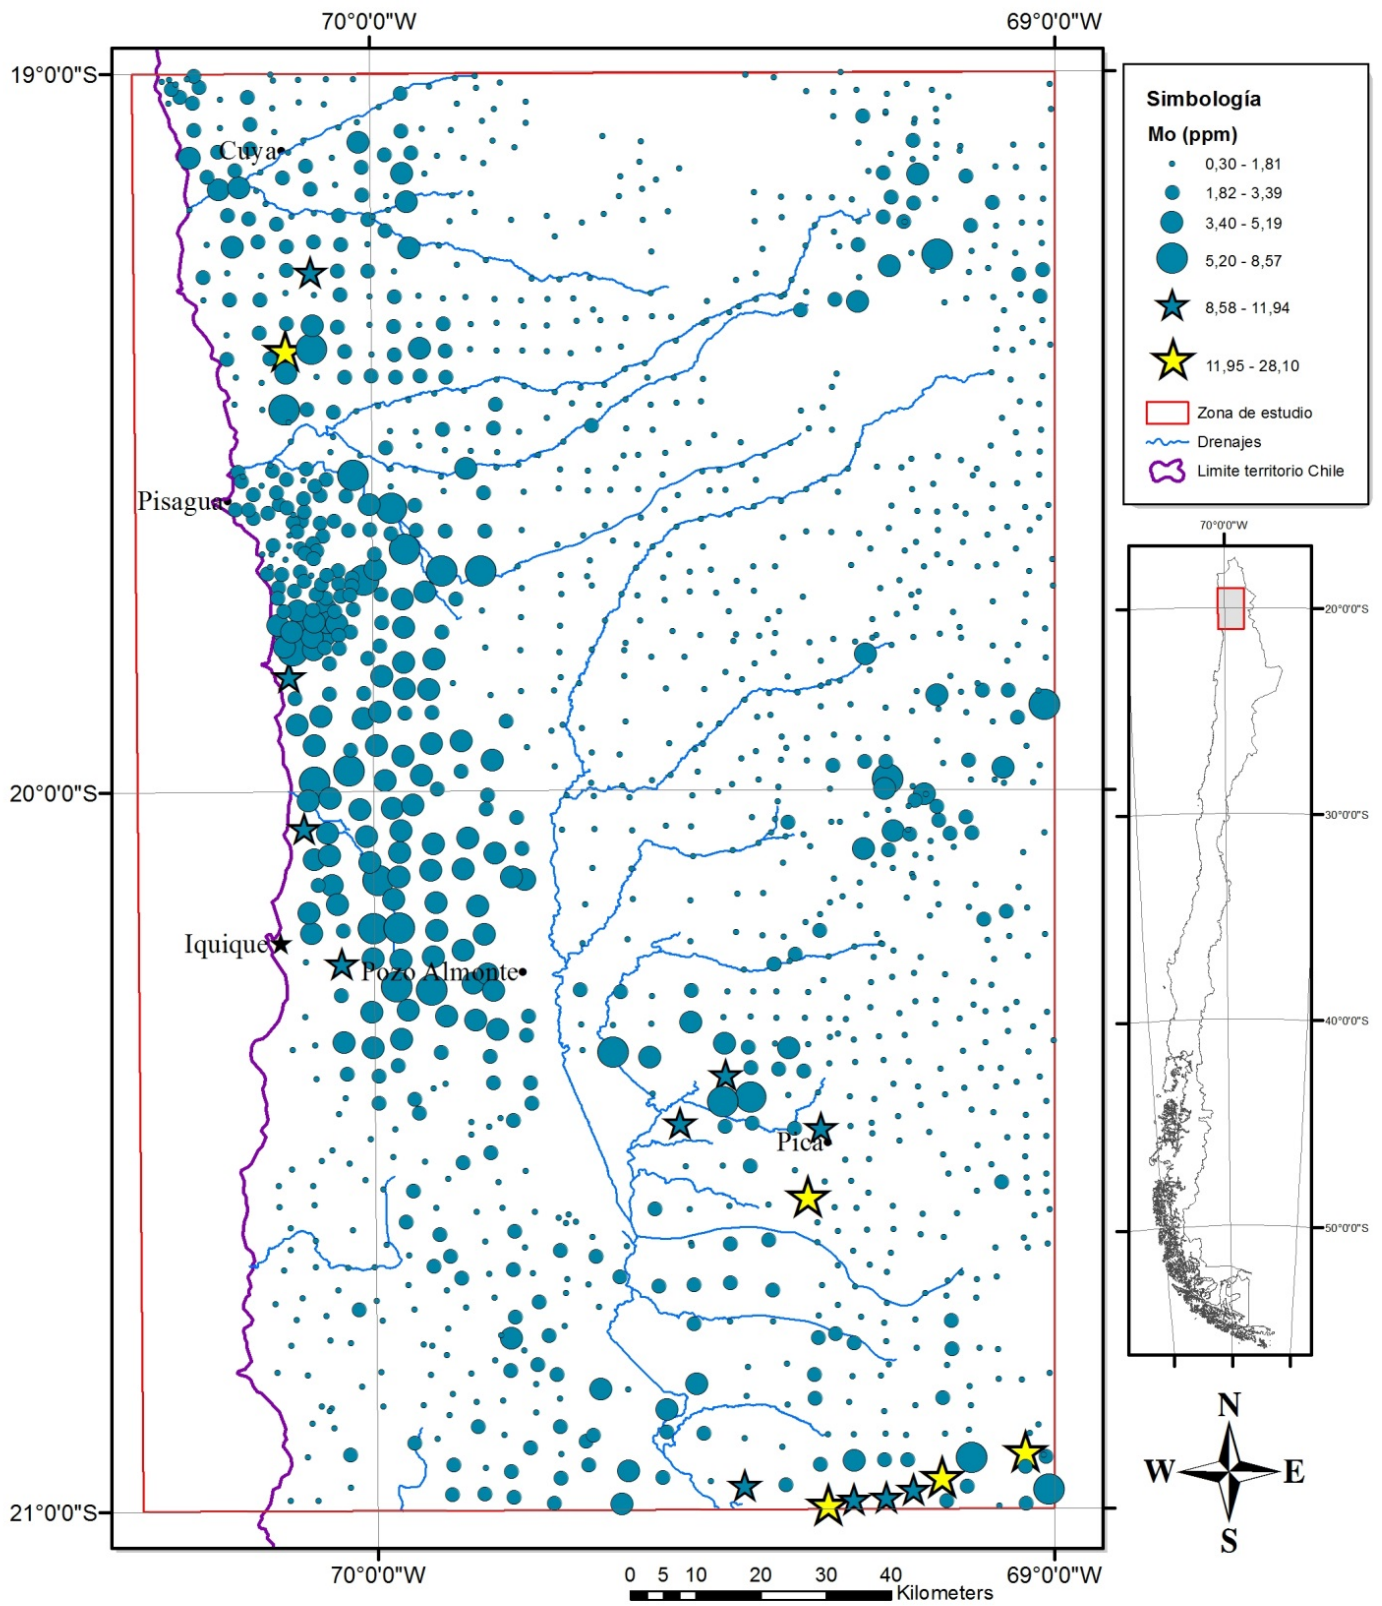 70°0'0"W 69°0'0"W
19°0'0"S
Cuya
Pisagua
20°0'0"S
Iquique
Pozo Almonte
Pica
21°0'0"S
70°0'0"W 69°0'0"W
0 5 10 20 30 40
Kilometers
Simbología
Mo (ppm)
0,30 - 1,81
1,82 - 3,39
3,40 - 5,19
5,20 - 8,57
8,58 - 11,94
11,95 - 28,10
Zona de estudio
Drenajes
Limite territorio Chile
70°0'0"W
20°0'0"S
30°0'0"S
40°0'0"S
50°0'0"S
N
W E
S